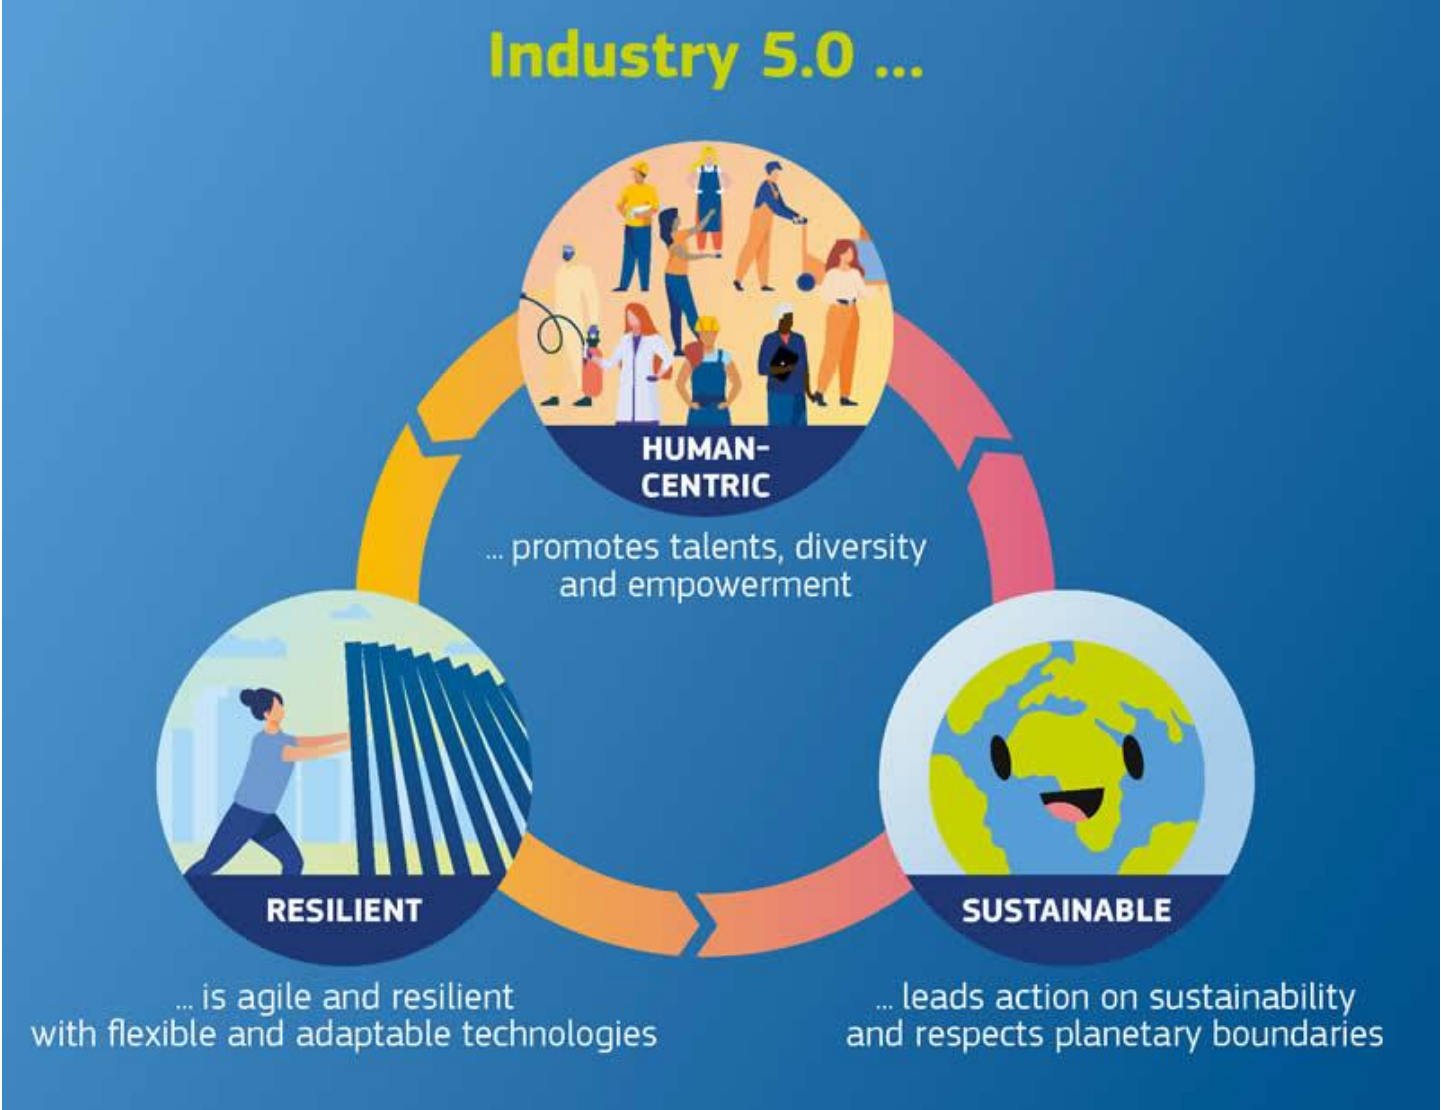 Industry 5.0 ...
HUMAN-
CENTRIC
... promotes talents, diversity
and empowerment
RESILIENT
... is agile and resilient
with flexible and adaptable technologies
SUSTAINABLE
... leads action on sustainability
and respects planetary boundaries